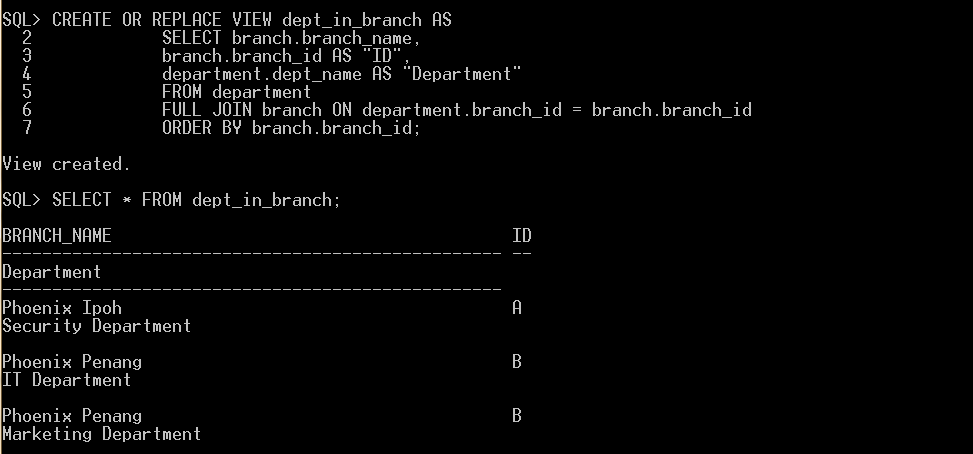 SQL> CREATE OR REPLACE VIEW dept_in_branch AS
  2             SELECT branch.branch_name,
  3             branch.branch_id AS "ID",
  4             department.dept_name AS "Department"
  5             FROM department
  6             FULL JOIN branch ON department.branch_id = branch.branch_id
  7             ORDER BY branch.branch_id;
View created.
SQL> SELECT * FROM dept_in_branch;
BRANCH_NAME                                        ID
-------------------------------------------------- --
Department
--------------------------------------------------
Phoenix Ipoh                                       A
Security Department
Phoenix Penang                                     B
IT Department
Phoenix Penang                                     B
Marketing Department